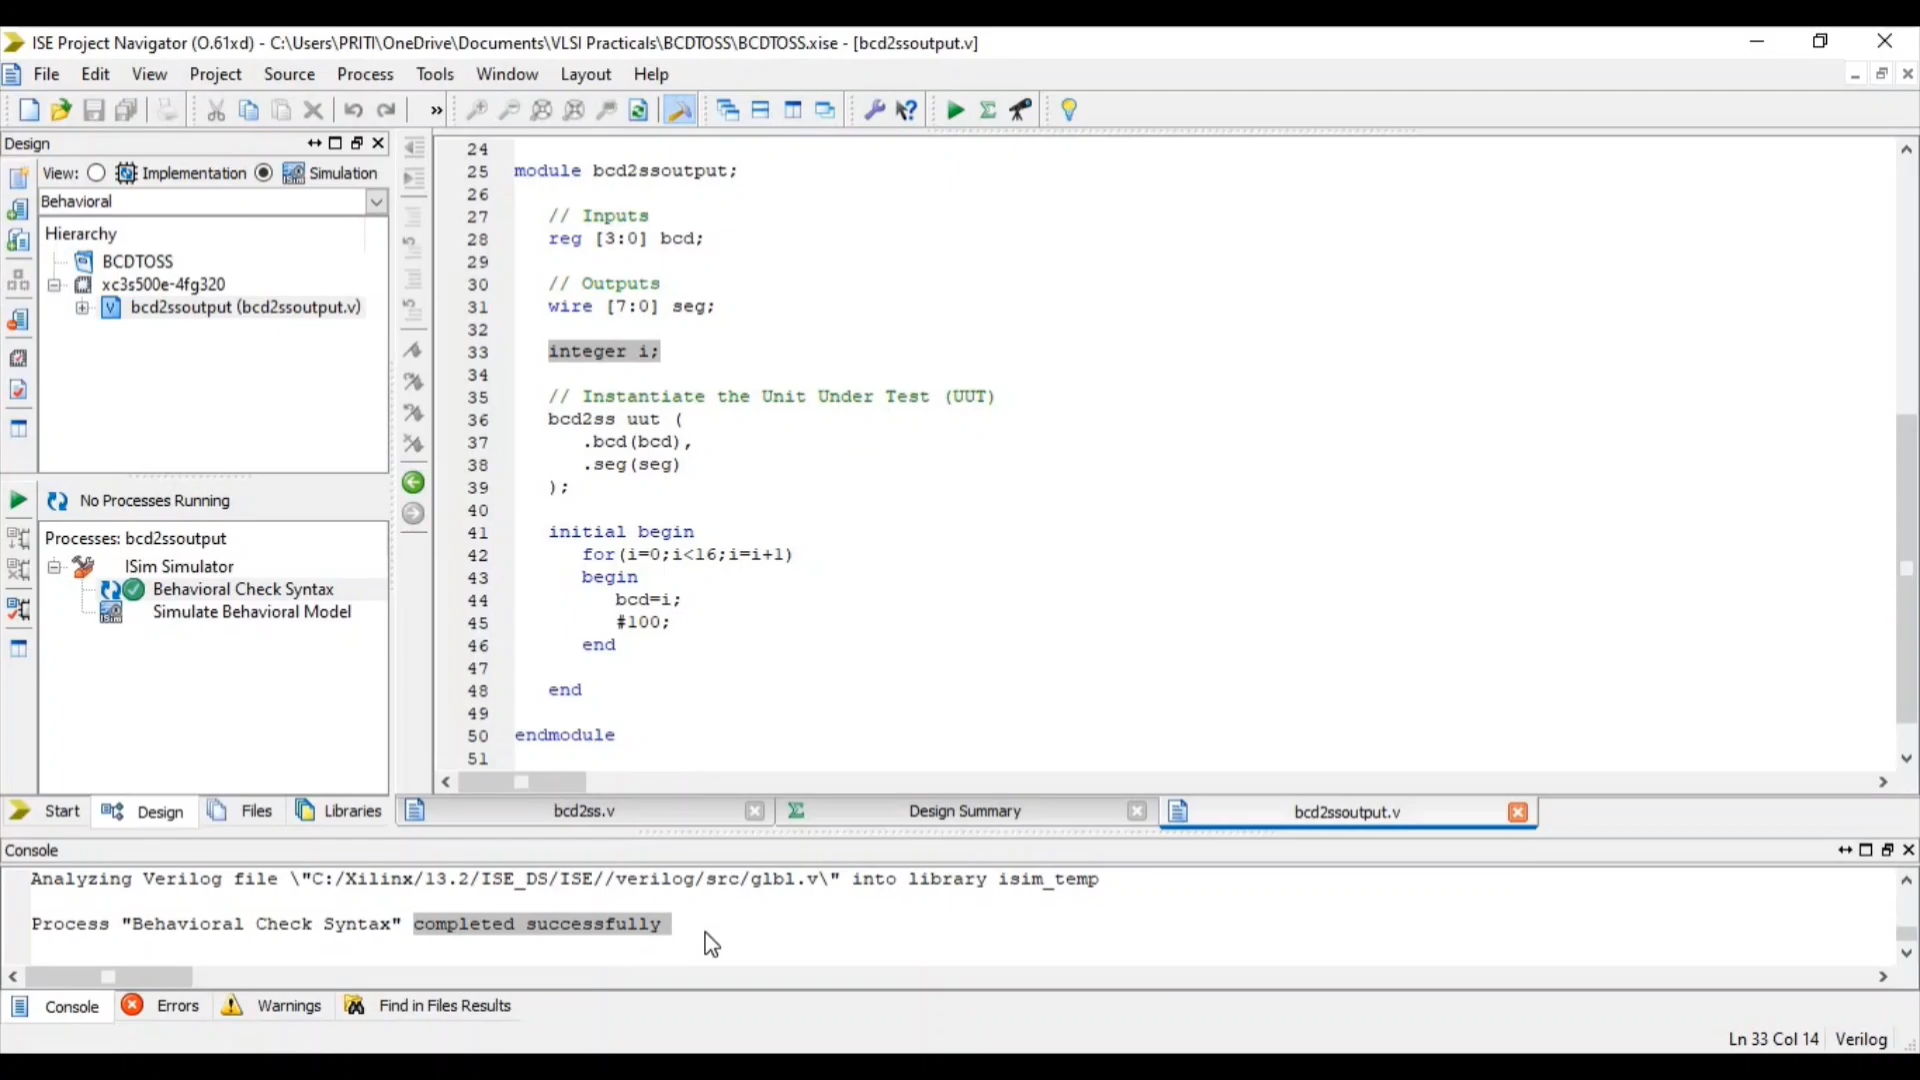 ISE Project Navigator (O.61xd) - C:\Users\PRITI\OneDrive\Documents\VLSI Practicals\BCDTOSS\BCDTOSS.xise - [bcd2ssoutput.v]
File Edit View Project Source Process Tools Window Layout Help
Design
View: Implementation Simulation
Behavioral
Hierarchy
BCDTOSS
xc3s500e-4fg320
bcd2ssoutput (bcd2ssoutput.v)
No Processes Running
Processes: bcd2ssoutput
ISim Simulator
Behavioral Check Syntax
Simulate Behavioral Model
Start Design Files Libraries
24
25 module bcd2ssoutput;
26
27 // Inputs
28 reg [3:0] bcd;
29
30 // Outputs
31 wire [7:0] seg;
32
33 integer i;
34
35 // Instantiate the Unit Under Test (UUT)
36 bcd2ss uut (
37 .bcd(bcd),
38 .seg(seg)
39 );
40
41 initial begin
42 for(i=0;i<16;i=i+1)
43 begin
44 bcd=i;
45 #100;
46 end
47
48 end
49
50 endmodule
51
bcd2ss.v Design Summary bcd2ssoutput.v
Console
Analyzing Verilog file \"C:/Xilinx/13.2/ISE_DS/ISE//verilog/src/glbl.v\" into library isim_temp
Process "Behavioral Check Syntax" completed successfully
Console Errors Warnings Find in Files Results
Ln 33 Col 14 Verilog